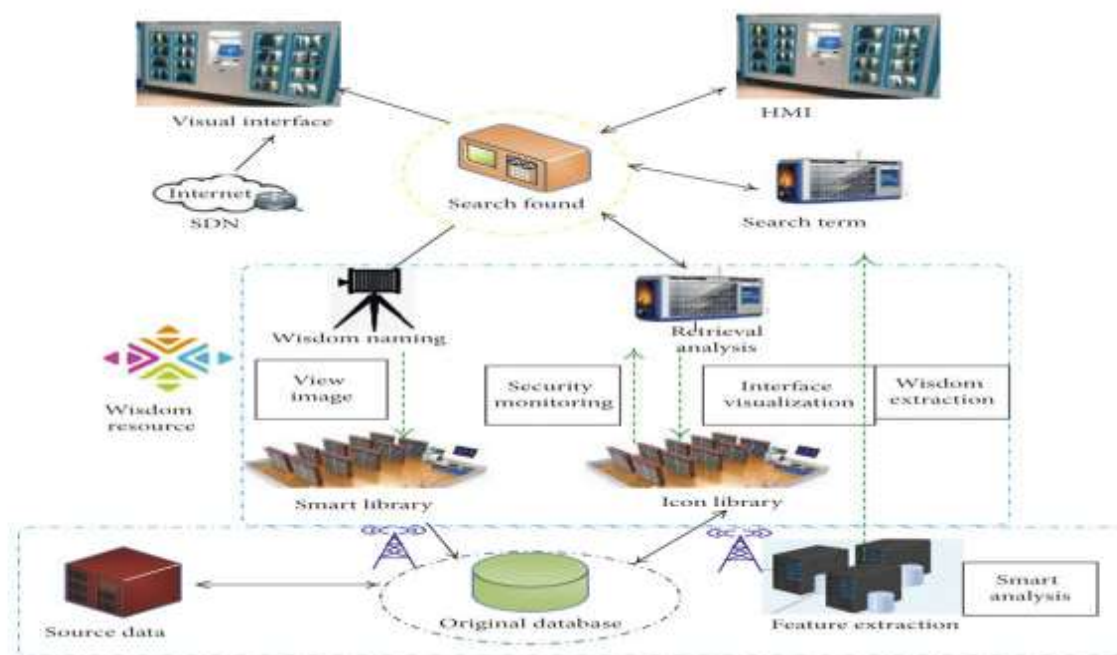 Visual interface
HMI
Internet
SDN
Search found
Search term
Wisdom naming
Retrieval
analysis
Wisdom
resource
View
image
Security
monitoring
Interface
visualization
Wisdom
extraction
Smart library
Icon library
Source data
Original database
Feature extraction
Smart
analysis